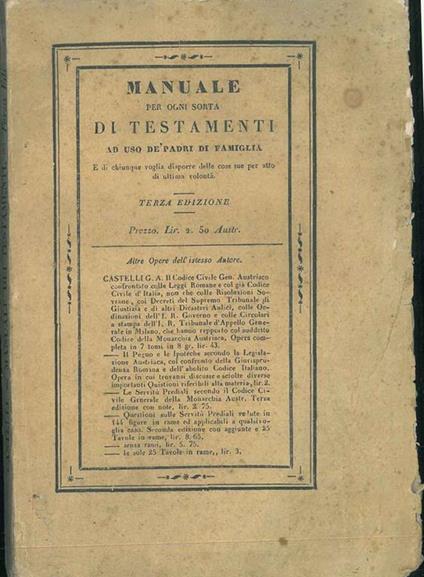 MANUALE
PER OGNI SORTA
DI TESTAMENTI
AD USO DE'PADRI DI FAMIGLIA
E di chiunque voglia disporre delle cose sue per atto
di ultima volontà.
TERZA EDIZIONE
Prezzo. Lir. 2. 50 Austr.
Altre Opere dell'istesso Autore.
CASTELLI G. A. Il Codice Civile Gen. Austriaco
confrontato colle Leggi Romane e col già Codice
Civile d'Italia, non che colle Risoluzioni So-
vrane, coi Decreti del Supremo Tribunale di
Giustizia e di altri Dicasteri Aulici, colle Or-
dinazioni dell'I. R. Governo e colle Circolari
a stampa dell'I. R. Tribunale d'Appello Gene-
rale in Milano, che hanno rapporto col suddetto
Codice della Monarchia Austriaca, Opera com-
pleta in 7 tomi in 8 gr. lir. 43.
—— Il Pegno e le Ipoteche secondo la Legisla-
zione Austriaca, col confronto della Giurispru-
denza Romana e dell'abolito Codice Italiano,
Opera in cui trovansi discusse e sciolte diverse
importanti Quistioni riferibili alla materia, lir. 2.
—— Le Servitù Prediali secondo il Codice Ci-
vile Generale della Monarchia Austr. Terza
edizione con note, lir. 2. 75.
—— Questioni sulle Servitù Prediali vedute in
144 figure in rame ed applicabili a qualsivo-
glia caso. Seconda edizione con aggiunte e 25
Tavole in rame, lir. 8. 65.
—— senza rami, lir. 5. 75.
—— le sole 25 Tavole in rame,, lir. 3.